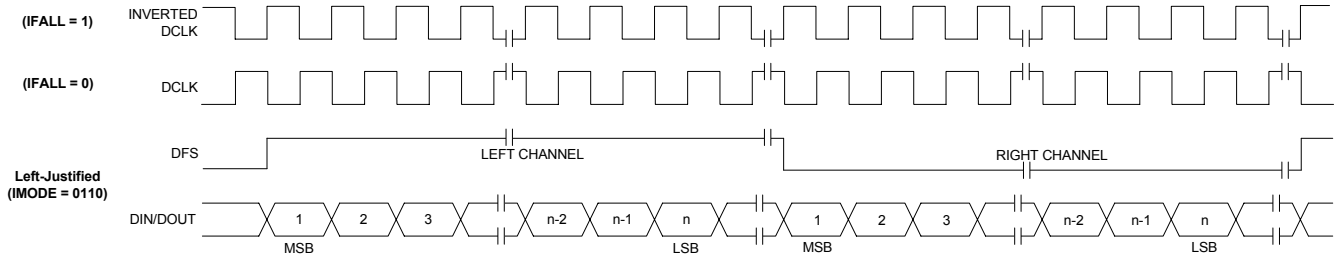 (IFALL = 1)
INVERTED
DCLK
(IFALL = 0)
DCLK
DFS
LEFT CHANNEL
RIGHT CHANNEL
Left-Justified
(IMODE = 0110)
DIN/DOUT
1 2 3 n-2 n-1 n 1 2 3 n-2 n-1 n
MSB LSB MSB LSB